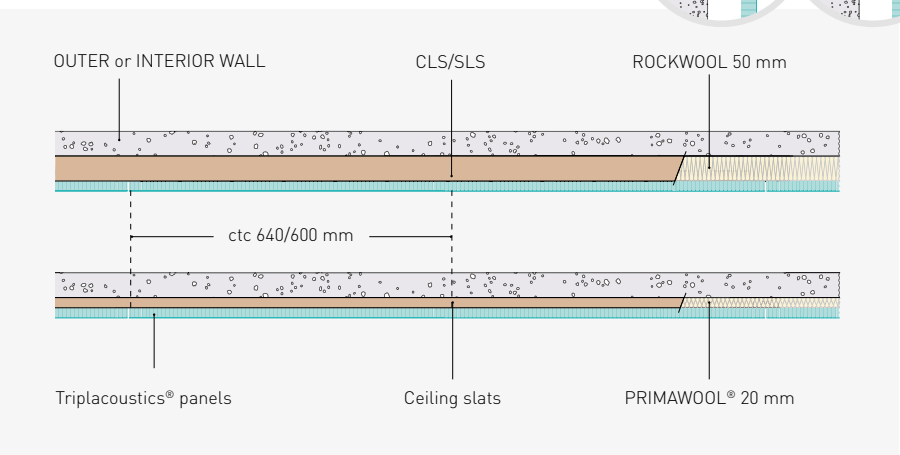 OUTER or INTERIOR WALL
CLS/SLS
ROCKWOOL 50 mm
ctc 640/600 mm
Triplacoustics® panels
Ceiling slats
PRIMAWOOL® 20 mm